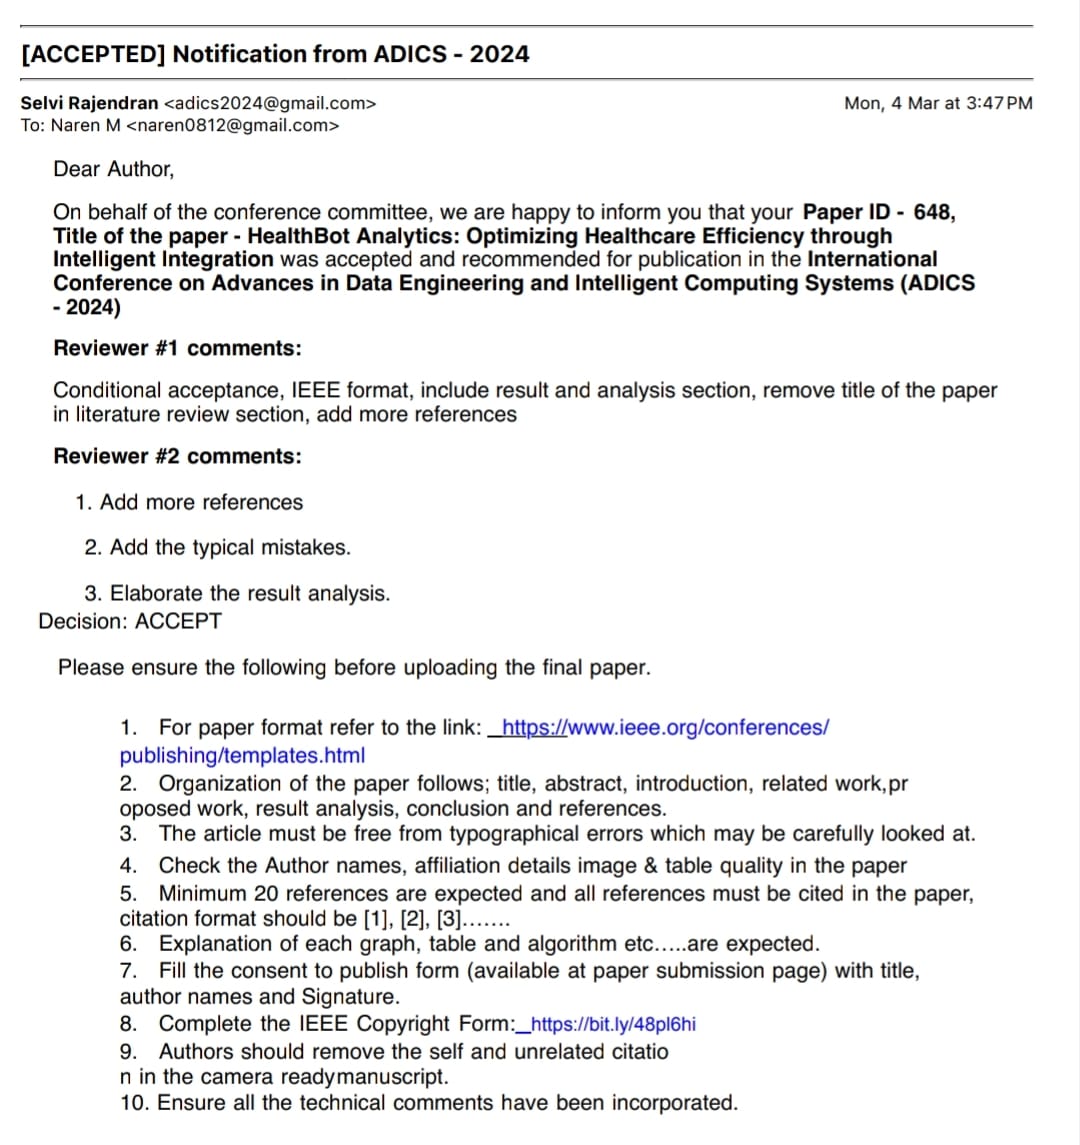 [ACCEPTED] Notification from ADICS - 2024
Selvi Rajendran <adics2024@gmail.com>
Mon, 4 Mar at 3:47 PM
To: Naren M <naren0812@gmail.com>
Dear Author,
On behalf of the conference committee, we are happy to inform you that your Paper ID - 648,
Title of the paper - HealthBot Analytics: Optimizing Healthcare Efficiency through
Intelligent Integration was accepted and recommended for publication in the International
Conference on Advances in Data Engineering and Intelligent Computing Systems (ADICS
- 2024)
Reviewer #1 comments:
Conditional acceptance, IEEE format, include result and analysis section, remove title of the paper
in literature review section, add more references
Reviewer #2 comments:
1. Add more references
2. Add the typical mistakes.
3. Elaborate the result analysis.
Decision: ACCEPT
Please ensure the following before uploading the final paper.
1. For paper format refer to the link: _https://www.ieee.org/conferences/
publishing/templates.html
2. Organization of the paper follows; title, abstract, introduction, related work,pr
oposed work, result analysis, conclusion and references.
3. The article must be free from typographical errors which may be carefully looked at.
4. Check the Author names, affiliation details image & table quality in the paper
5. Minimum 20 references are expected and all references must be cited in the paper,
citation format should be [1], [2], [3].......
6. Explanation of each graph, table and algorithm etc.....are expected.
7. Fill the consent to publish form (available at paper submission page) with title,
author names and Signature.
8. Complete the IEEE Copyright Form:_https://bit.ly/48pl6hi
9. Authors should remove the self and unrelated citatio
n in the camera readymanuscript.
10. Ensure all the technical comments have been incorporated.